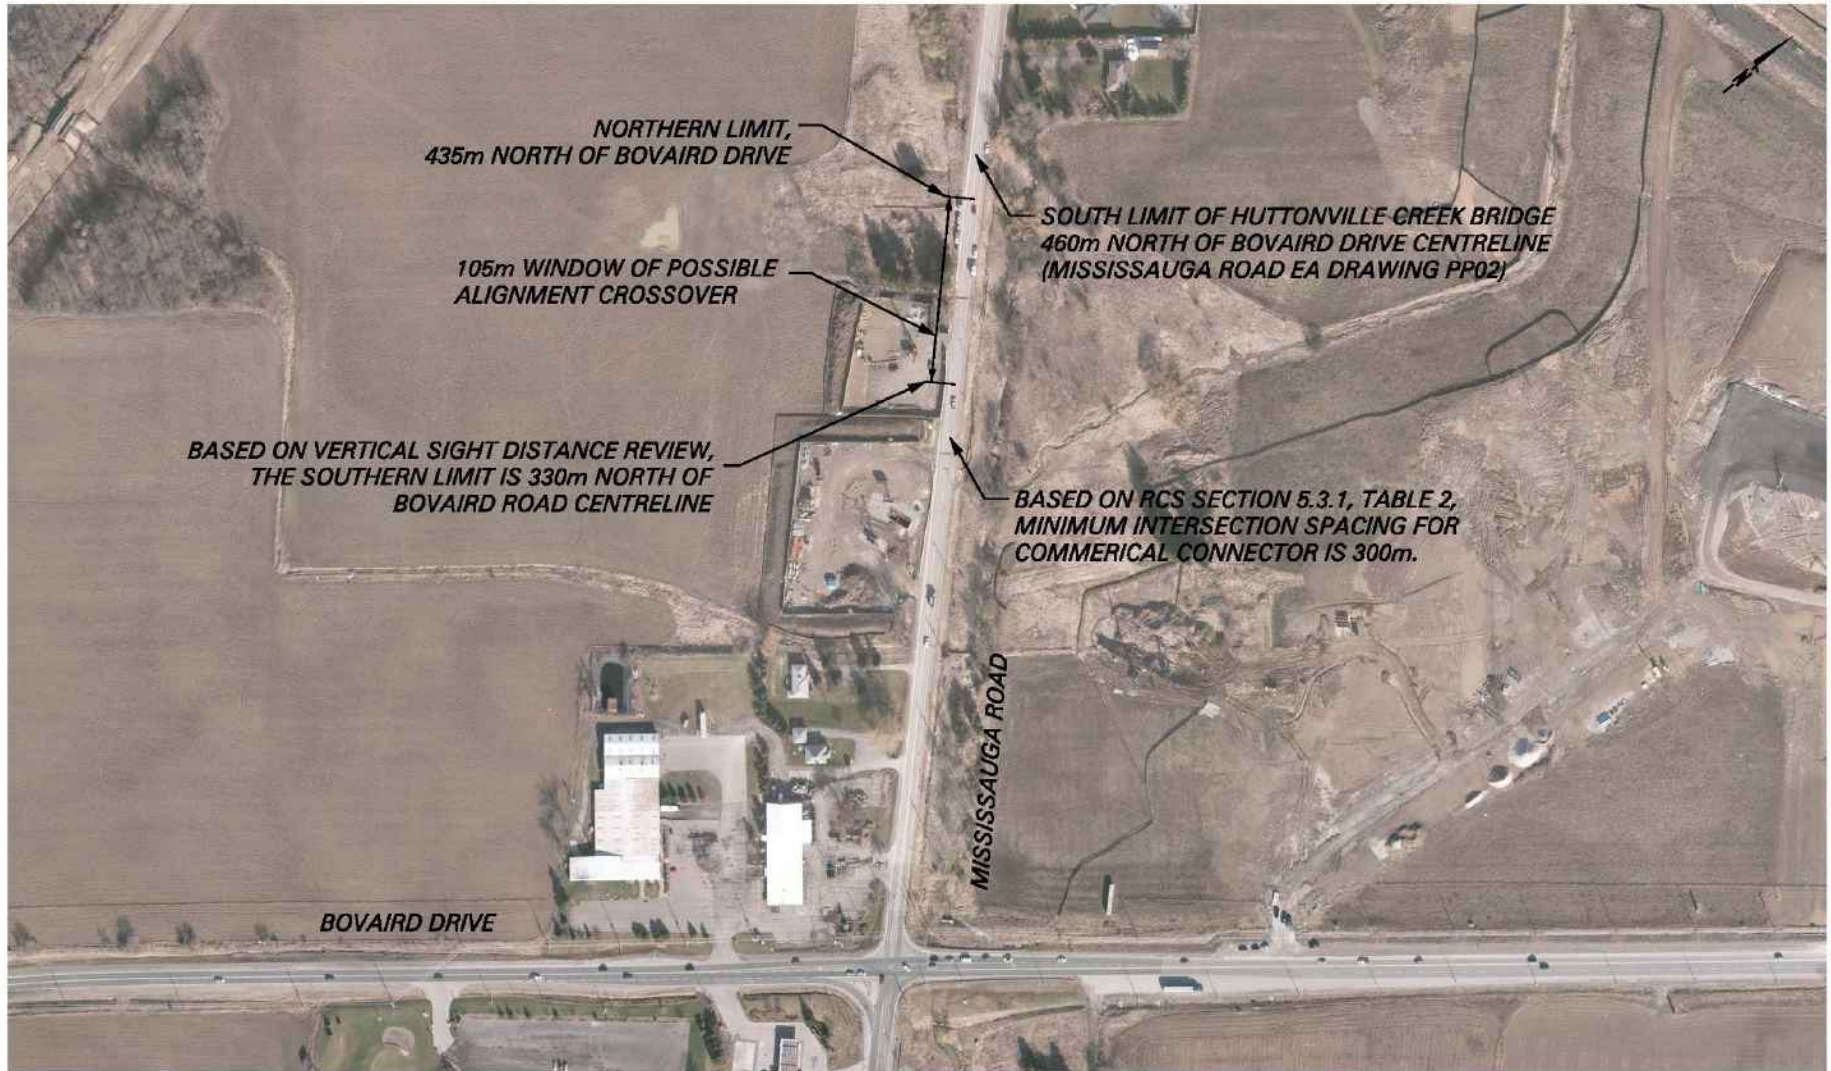 NORTHERN LIMIT,
435m NORTH OF BOVAIRD DRIVE
SOUTH LIMIT OF HUTTONVILLE CREEK BRIDGE
460m NORTH OF BOVAIRD DRIVE CENTRELINE
(MISSISSAUGA ROAD EA DRAWING PP02)
105m WINDOW OF POSSIBLE
ALIGNMENT CROSSOVER
BASED ON VERTICAL SIGHT DISTANCE REVIEW,
THE SOUTHERN LIMIT IS 330m NORTH OF
BOVAIRD ROAD CENTRELINE
BASED ON RCS SECTION 5.3.1, TABLE 2,
MINIMUM INTERSECTION SPACING FOR
COMMERICAL CONNECTOR IS 300m.
MISSISSAUGA ROAD
BOVAIRD DRIVE